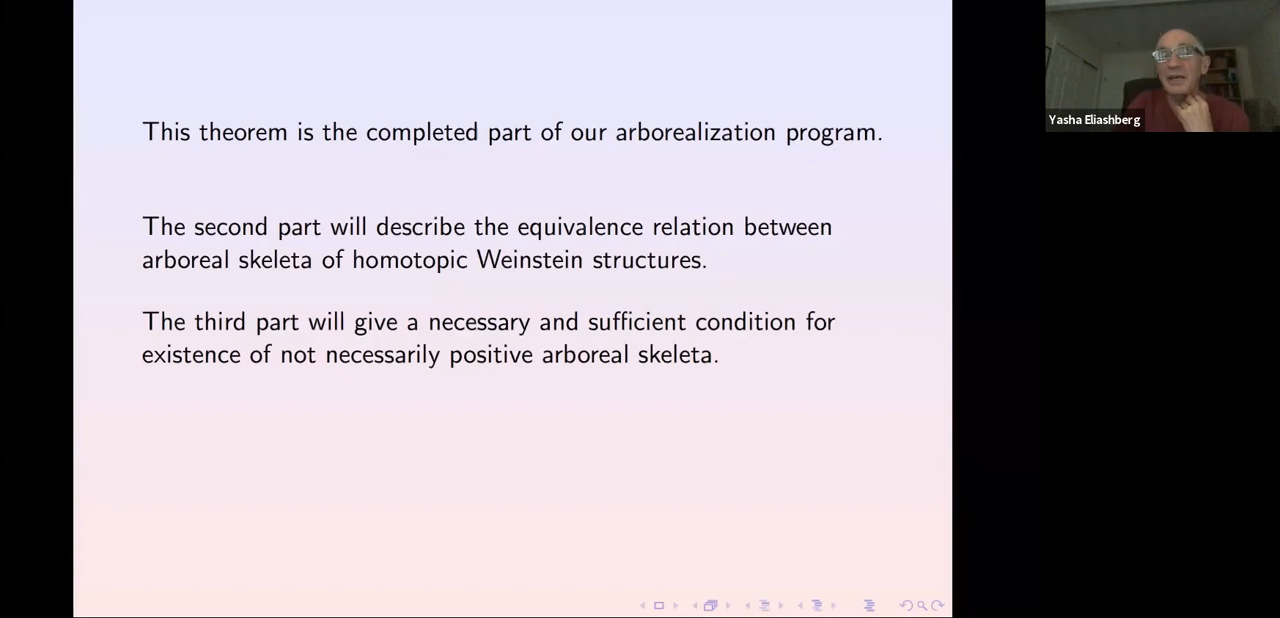 This theorem is the completed part of our arborealization program.
The second part will describe the equivalence relation between
arboreal skeleta of homotopic Weinstein structures.
The third part will give a necessary and sufficient condition for
existence of not necessarily positive arboreal skeleta.
Yasha Eliashberg